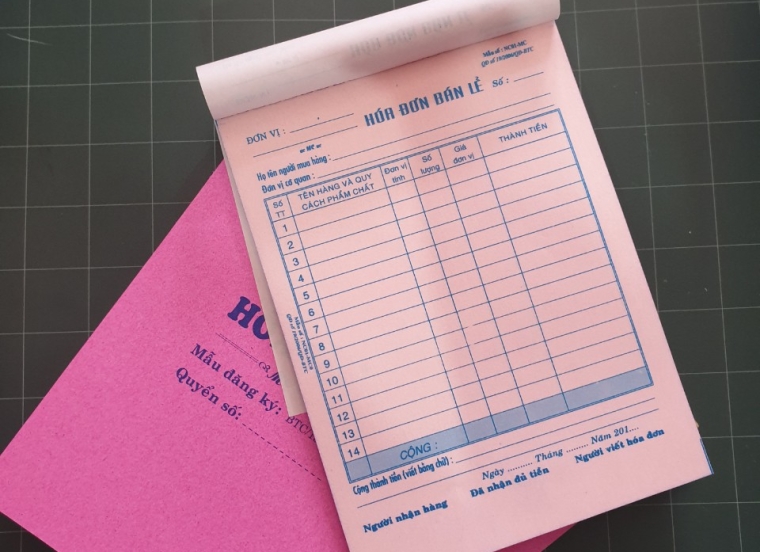 HÓA ĐƠN BÁN LẺ
Số :
ĐƠN VỊ :
Họ tên người mua hàng :
Đơn vị cơ quan :
Số TT
TÊN HÀNG VÀ QUY CÁCH PHẨM CHẤT
Đơn vị tính
Số lượng
Giá đơn vị
THÀNH TIỀN
1
2
3
4
5
6
7
8
9
10
11
12
13
14
CỘNG :
Cộng thành tiền (viết bằng chữ) :
Ngày .......... Tháng ......... Năm 201....
Người nhận hàng
Đã nhận đủ tiền
Người viết hóa đơn
Mẫu đăng ký:
Quyển số: